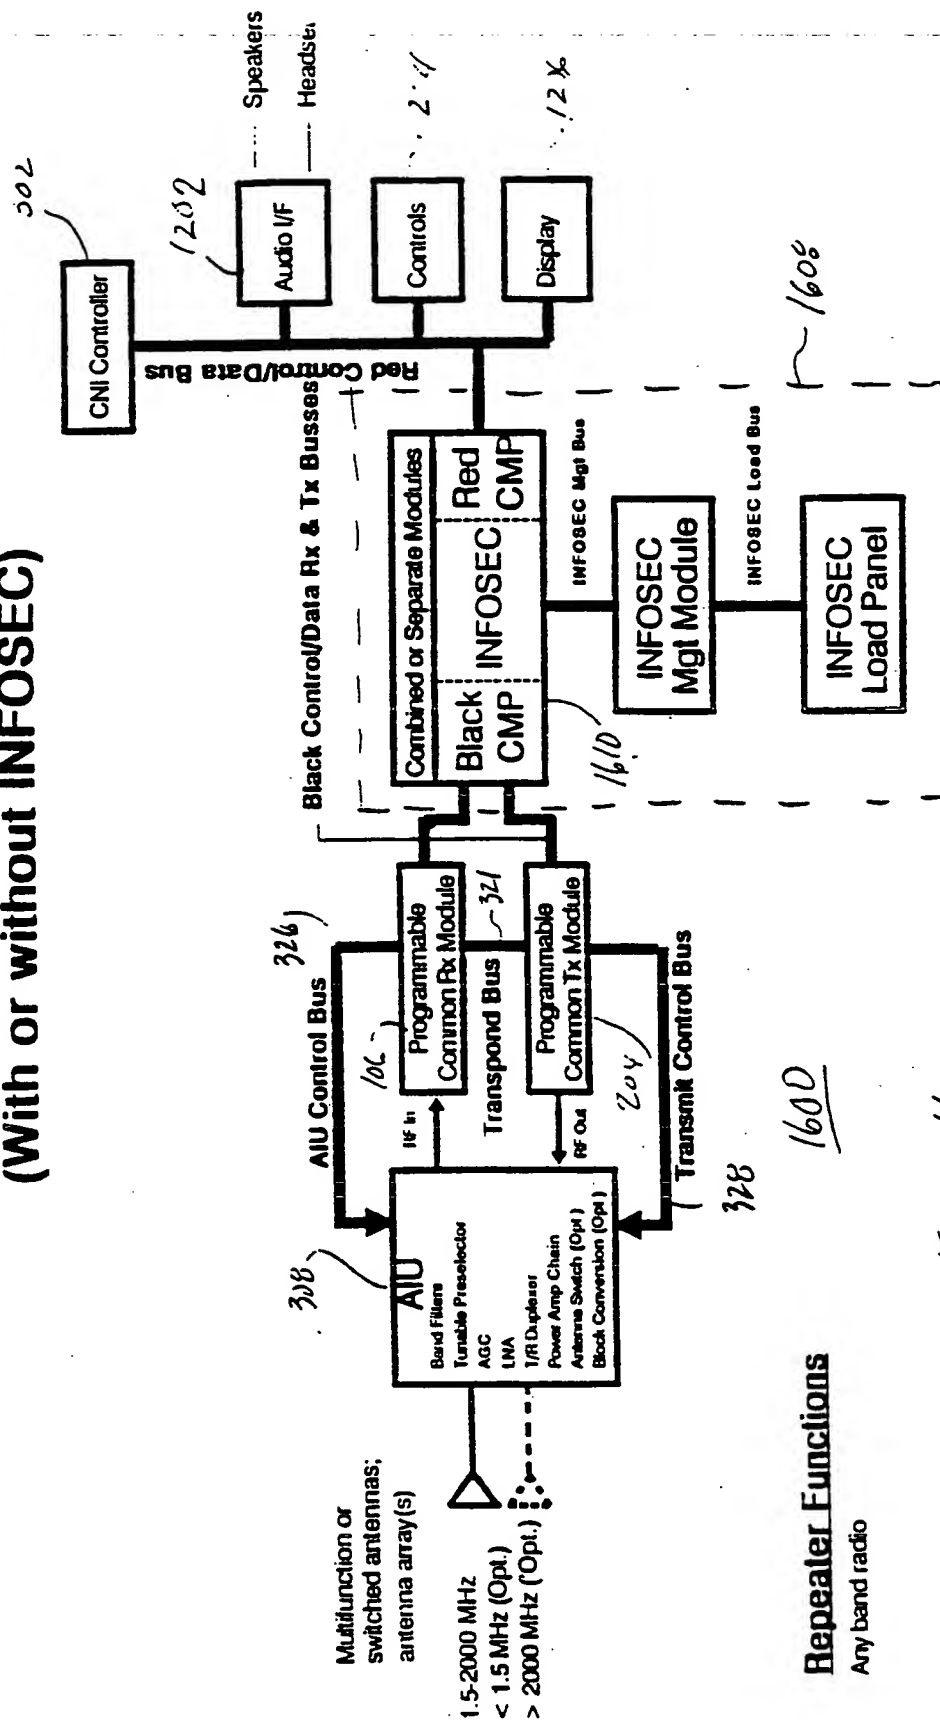 (With or without INFOSEC)
Multifunction or
switched antennas;
antenna array(s)
1.5-2000 MHz
< 1.5 MHz (Opt.)
> 2000 MHz (Opt.)
308
AIU
Band Filters
Tunable Preselector
AGC
LNA
T/R Duplexer
Power Amp Chain
Antenna Switch (Opt)
Block Conversion (Opt)
AIU Control Bus
326
RF In
106
Programmable
Common Rx Module
Transpond Bus
321
RF Out
Programmable
Common Tx Module
204
Transmit Control Bus
328
Black Control/Data Rx & Tx Busses
Combined or Separate Modules
Black
CMP
INFOSEC
Red
CMP
1610
INFOSEC Mgt Bus
INFOSEC
Mgt Module
INFOSEC Load Bus
INFOSEC
Load Panel
1608
Red Control/Data Bus
CNI Controller
302
Audio I/F
1202
Speakers
Headset
Controls
Display
1600
Repeater Functions
Any band radio